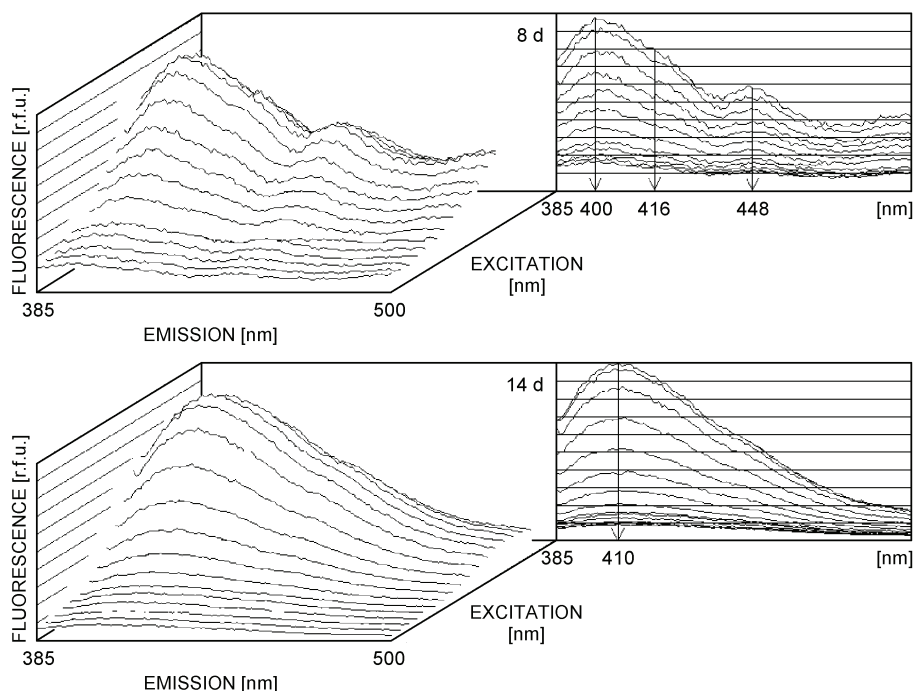 8 d
FLUORESCENCE [r.f.u.]
385 400 416 448 [nm]
EXCITATION
[nm]
385 500
EMISSION [nm]
14 d
FLUORESCENCE [r.f.u.]
385 410 [nm]
EXCITATION
[nm]
385 500
EMISSION [nm]